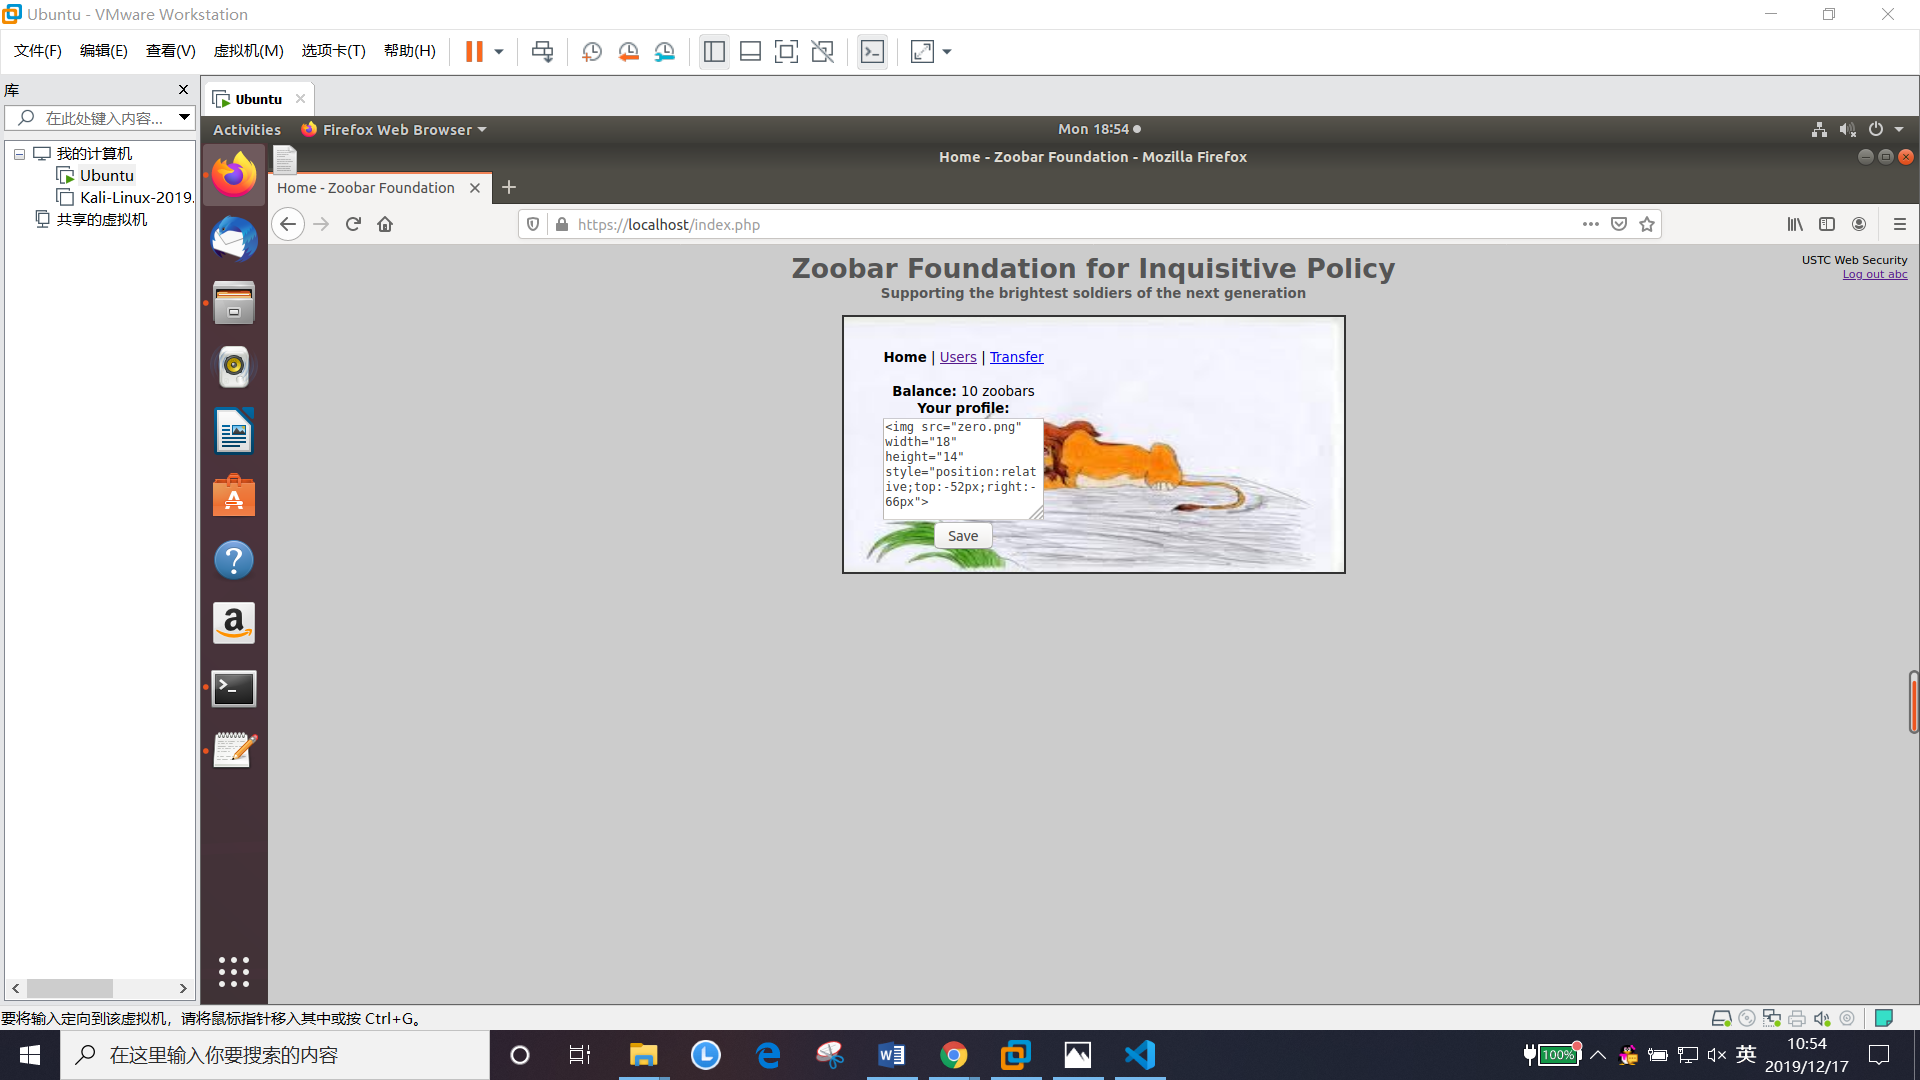 Ubuntu - VMware Workstation
文件(F) 编辑(E) 查看(V) 虚拟机(M) 选项卡(T) 帮助(H)
库
在此处键入内容...
我的计算机
Ubuntu
Kali-Linux-2019.
共享的虚拟机
Ubuntu
Activities Firefox Web Browser Mon 18:54
Home - Zoobar Foundation - Mozilla Firefox
Home - Zoobar Foundation
https://localhost/index.php
Zoobar Foundation for Inquisitive Policy
Supporting the brightest soldiers of the next generation
USTC Web Security
Log out abc
Home | Users | Transfer
Balance: 10 zoobars
Your profile:
<img src="zero.png"
width="18"
height="14"
style="position:relat
ive;top:-52px;right:-
66px">
Save
要将输入定向到该虚拟机，请将鼠标指针移入其中或按 Ctrl+G。
在这里输入你要搜索的内容
100%
英
10:54
2019/12/17